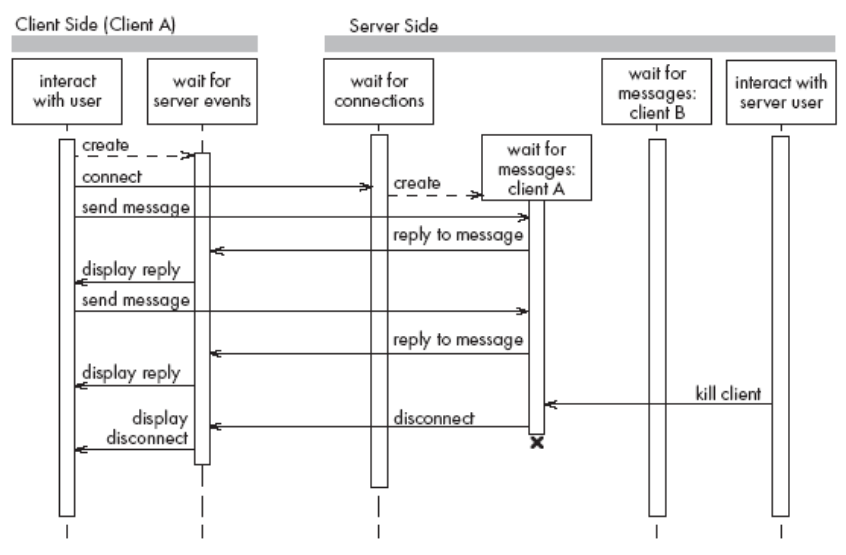 Client Side (Client A)
Server Side
interact
with user
wait for
server events
wait for
connections
wait for
messages:
client B
interact with
server user
create
wait for
messages:
client A
connect
create
send message
reply to message
display reply
send message
reply to message
display reply
kill client
display
disconnect
disconnect